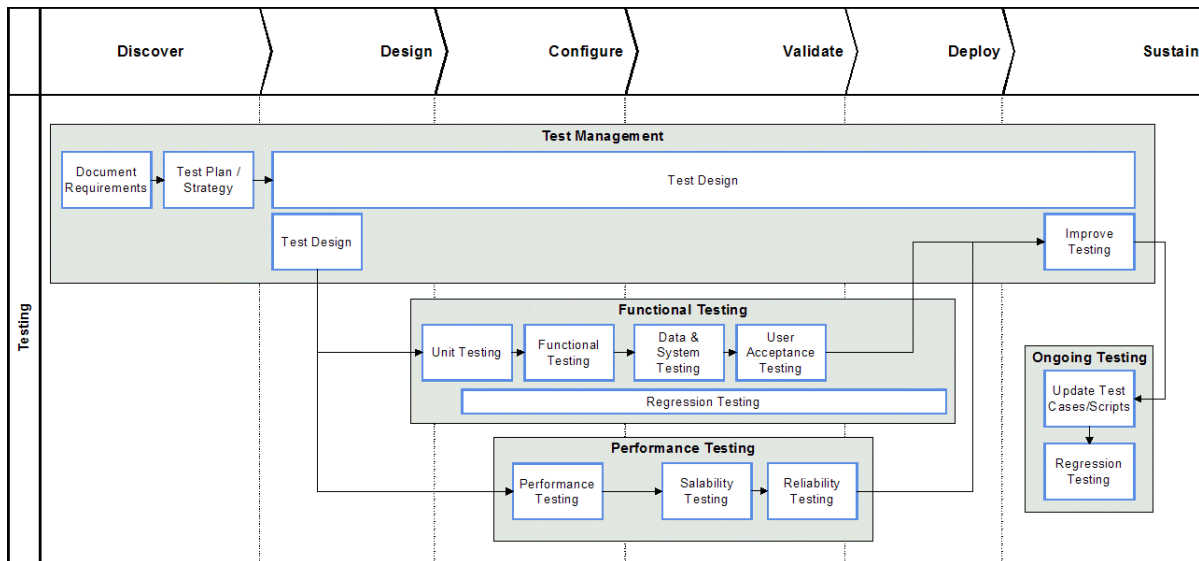 Discover
Design
Configure
Validate
Deploy
Sustain
Testing
Test Management
Document
Requirements
Test Plan /
Strategy
Test Design
Test Design
Improve
Testing
Functional Testing
Unit Testing
Functional
Testing
Data &
System
Testing
User
Acceptance
Testing
Regression Testing
Ongoing Testing
Update Test
Cases/Scripts
Regression
Testing
Performance Testing
Performance
Testing
Salability
Testing
Reliability
Testing